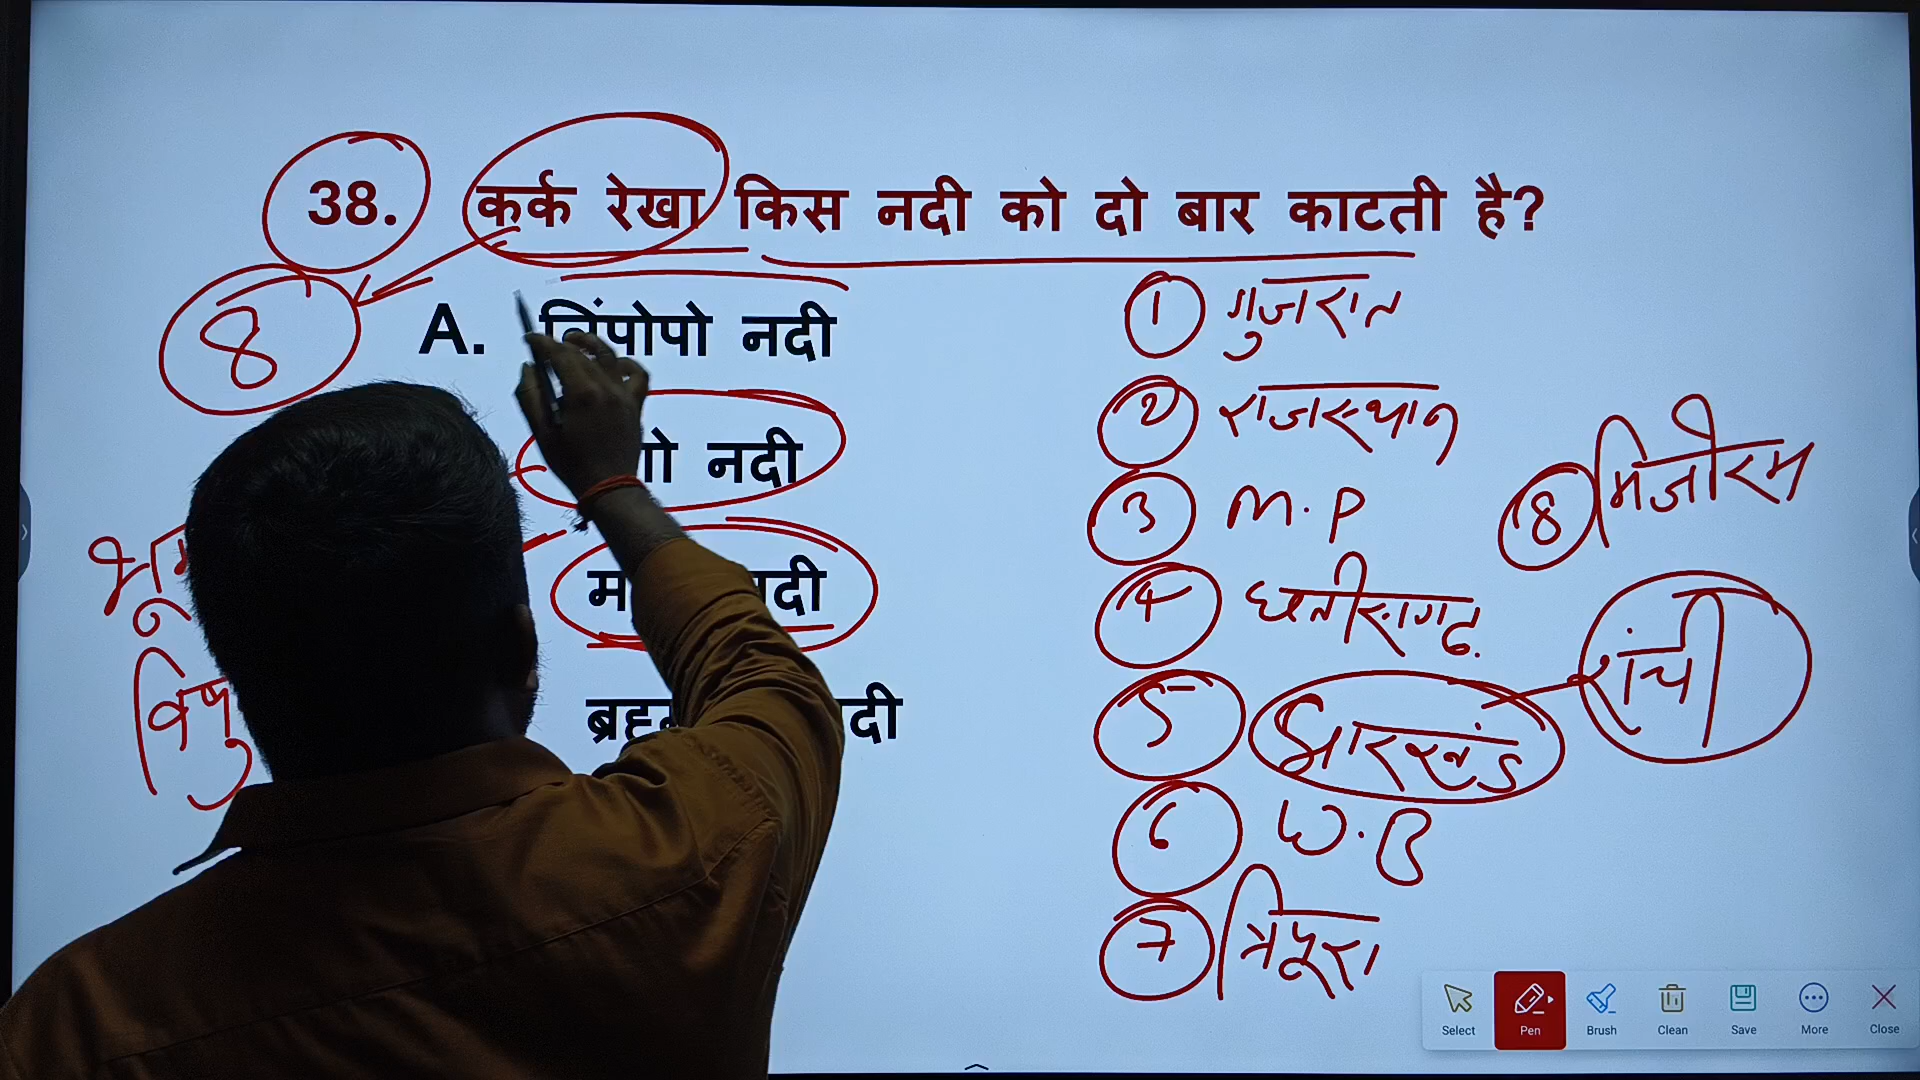 38. कर्क रेखा किस नदी को दो बार काटती है?
8
A. लिंपोपो नदी
नदी
नदी
① गुजरात
② राजस्थान
③ M.P
④ छत्तीसगढ़
⑤ झारखंड
रांची
⑥ W.B
⑦ त्रिपुरा
⑧ मिजोरम
Select Pen Brush Clean Save More Close